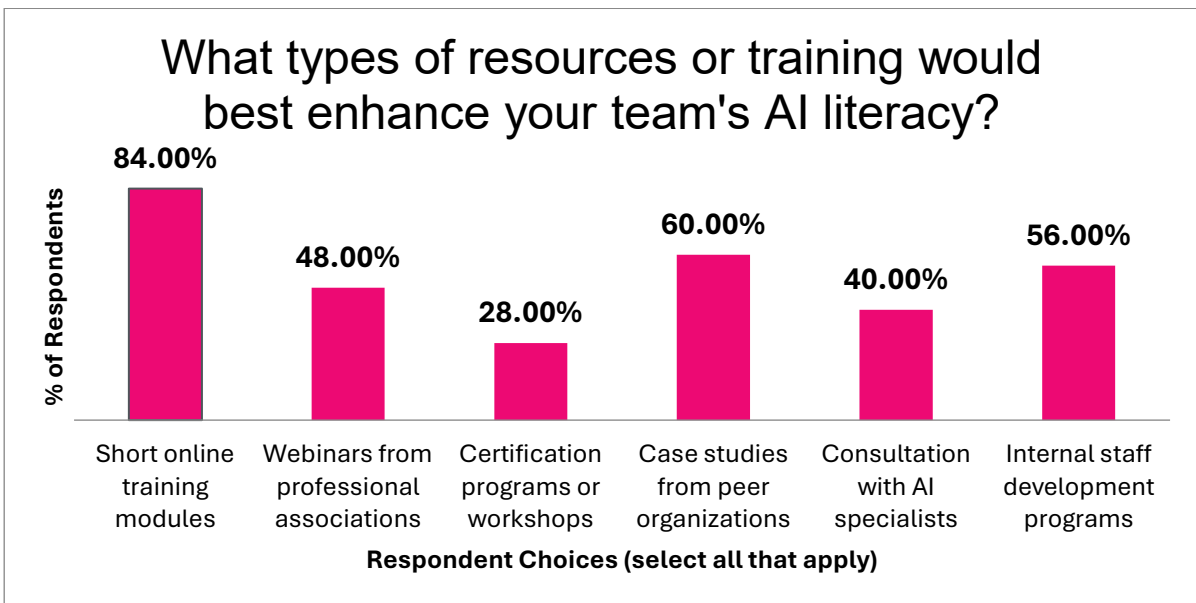 What types of resources or training would
best enhance your team's AI literacy?
% of Respondents
84.00%
48.00%
28.00%
60.00%
40.00%
56.00%
Short online
training
modules
Webinars from
professional
associations
Certification
programs or
workshops
Case studies
from peer
organizations
Consultation
with AI
specialists
Internal staff
development
programs
Respondent Choices (select all that apply)